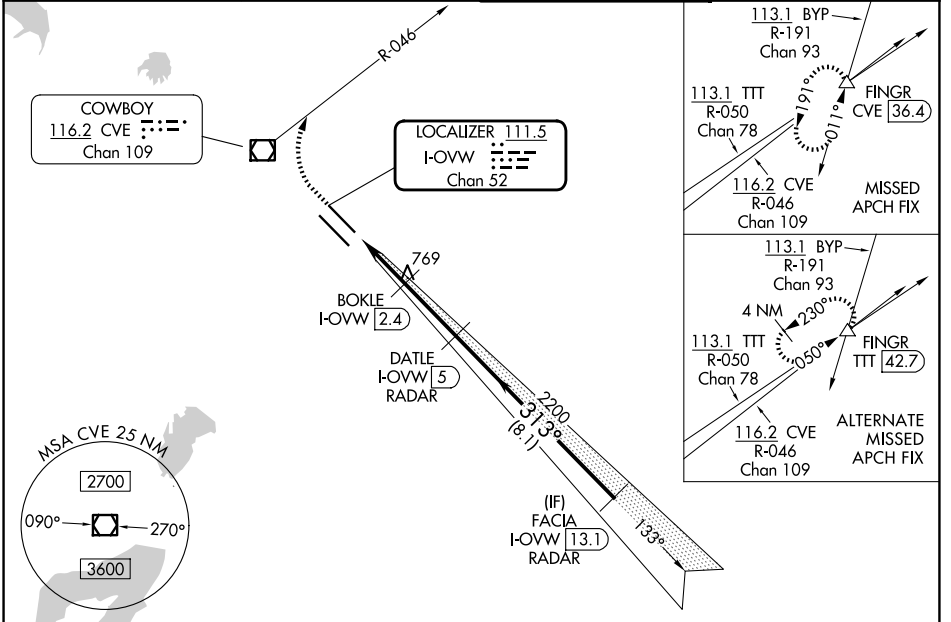 R-046
COWBOY
116.2 CVE
Chan 109
LOCALIZER 111.5
I-OVW
Chan 52
769
BOKLE
I-OVW 2.4
DATLE
I-OVW 5
RADAR
2200
313°
(8.1)
(IF)
FACIA
I-OVW 13.1
RADAR
133°
MSA CVE 25 NM
2700
090°
270°
3600
113.1 BYP
R-191
Chan 93
113.1 TTT
R-050
Chan 78
191°
011°
FINGR
CVE 36.4
116.2 CVE
R-046
Chan 109
MISSED
APCH FIX
113.1 BYP
R-191
Chan 93
4 NM
230°
113.1 TTT
R-050
Chan 78
050°
FINGR
TTT 42.7
116.2 CVE
R-046
Chan 109
ALTERNATE
MISSED
APCH FIX